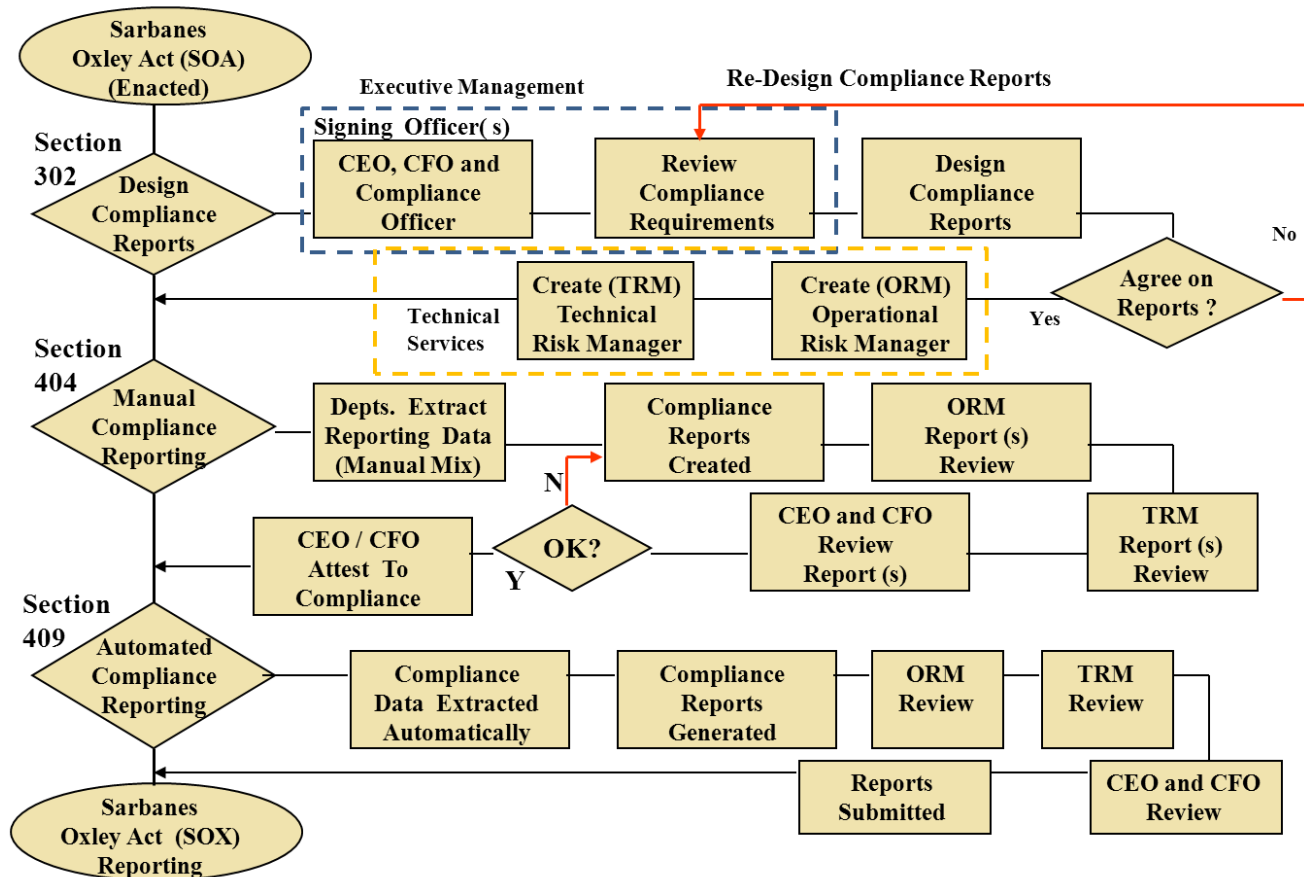 Sarbanes
Oxley Act (SOA)
(Enacted)
Executive Management
Re-Design Compliance Reports
Section
302
Signing Officer( s)
Design
Compliance
Reports
CEO, CFO and
Compliance
Officer
Review
Compliance
Requirements
Design
Compliance
Reports
No
Agree on
Reports ?
Yes
Create (ORM)
Operational
Risk Manager
Create (TRM)
Technical
Risk Manager
Technical
Services
Section
404
Manual
Compliance
Reporting
Depts. Extract
Reporting Data
(Manual Mix)
Compliance
Reports
Created
ORM
Report (s)
Review
TRM
Report (s)
Review
CEO and CFO
Review
Report (s)
N
OK?
Y
CEO / CFO
Attest To
Compliance
Section
409
Automated
Compliance
Reporting
Compliance
Data Extracted
Automatically
Compliance
Reports
Generated
ORM
Review
TRM
Review
CEO and CFO
Review
Reports
Submitted
Sarbanes
Oxley Act (SOX)
Reporting